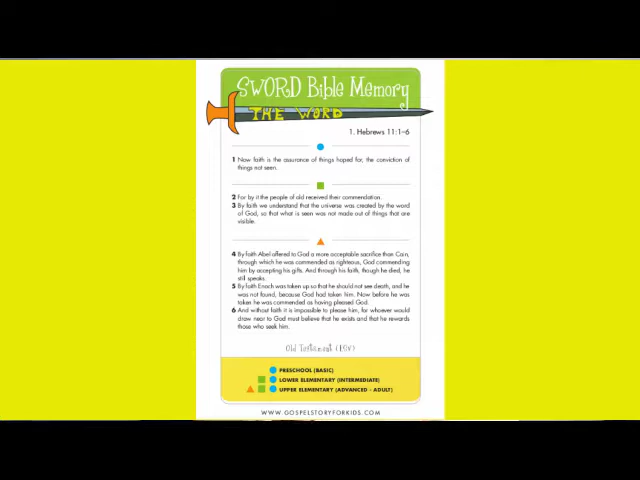 SWORD Bible Memory
THE WORD
1. Hebrews 11:1-6
1 Now faith is the assurance of things hoped for, the conviction of
things not seen.
2 For by it the people of old received their commendation.
3 By faith we understand that the universe was created by the word
of God, so that what is seen was not made out of things that are
visible.
4 By faith Abel offered to God a more acceptable sacrifice than Cain,
through which he was commended as righteous, God commending
him by accepting his gifts. And through his faith, though he died, he
still speaks.
5 By faith Enoch was taken up so that he should not see death, and he
was not found, because God had taken him. Now before he was
taken he was commended as having pleased God.
6 And without faith it is impossible to please him, for whoever would
draw near to God must believe that he exists and that he rewards
those who seek him.
Old Testament (ESV)
PRESCHOOL (BASIC)
LOWER ELEMENTARY (INTERMEDIATE)
UPPER ELEMENTARY (ADVANCED - ADULT)
WWW.GOSPELSTORYFORKIDS.COM